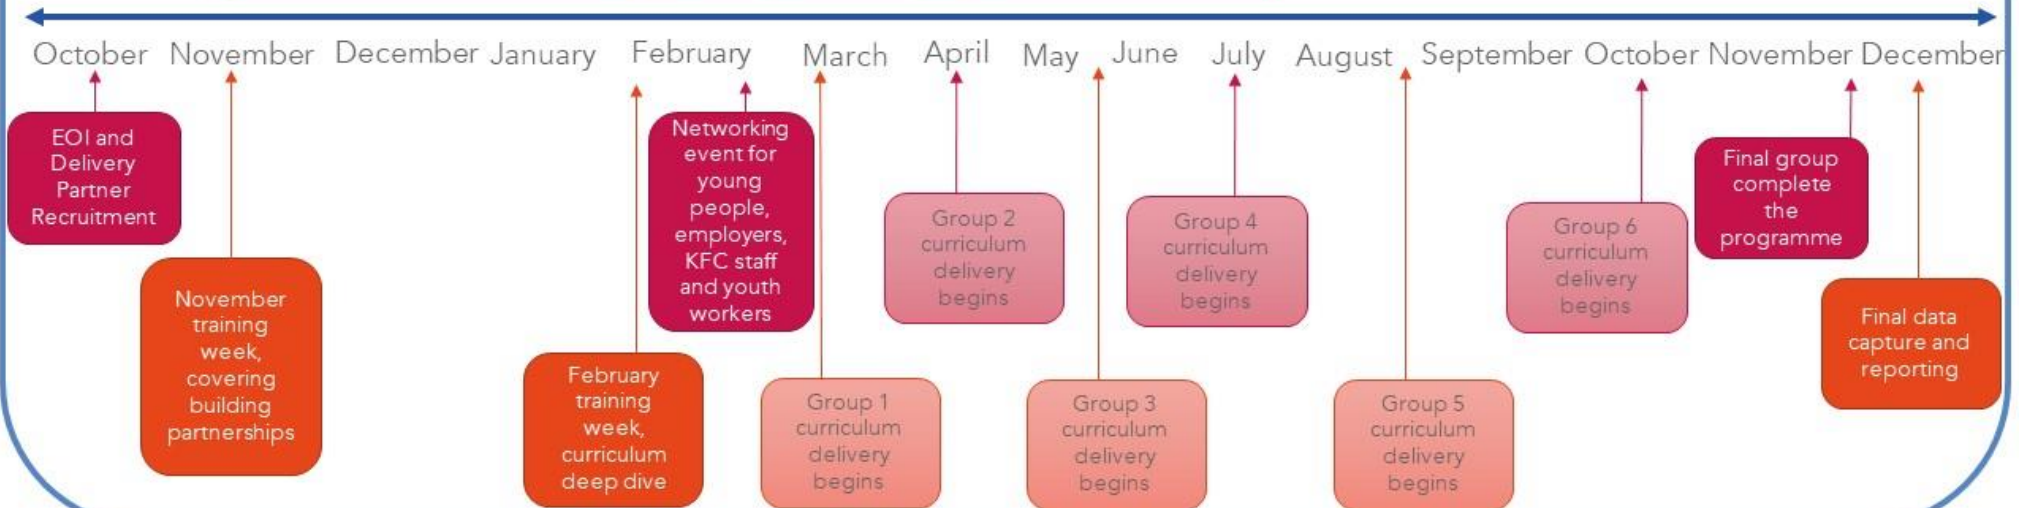 October November December January February March April May June July August September October November December
EOI and
Delivery
Partner
Recruitment
November
training
week,
covering
building
partnerships
February
training
week,
curriculum
deep dive
Networking
event for
young
people,
employers,
KFC staff
and youth
workers
Group 1
curriculum
delivery
begins
Group 2
curriculum
delivery
begins
Group 3
curriculum
delivery
begins
Group 4
curriculum
delivery
begins
Group 5
curriculum
delivery
begins
Group 6
curriculum
delivery
begins
Final group
complete
the
programme
Final data
capture and
reporting